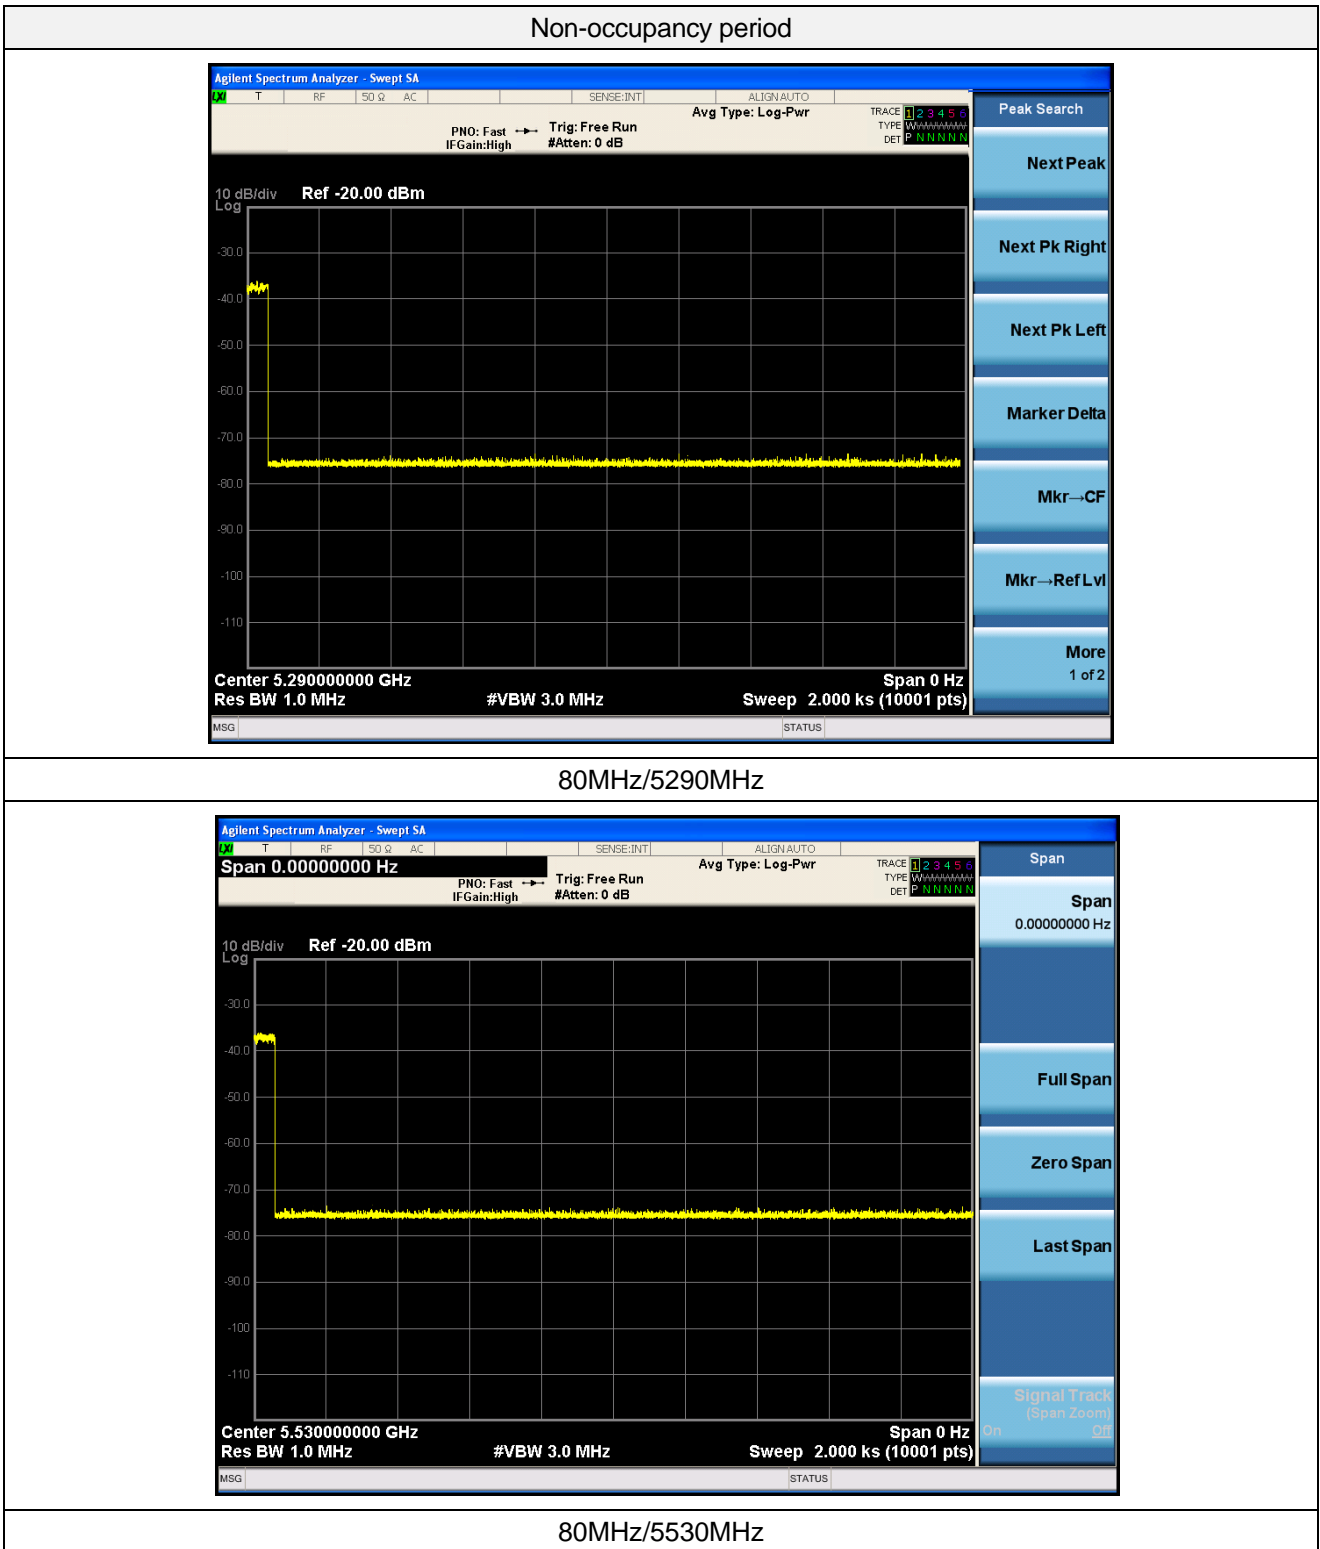 Non-occupancy period
Agilent Spectrum Analyzer - Swept SA
LXI T RF 50 Ω AC SENSE:INT ALIGN AUTO
Avg Type: Log-Pwr
TRACE 1 2 3 4 5 6
PNO: Fast Trig: Free Run
TYPE WWWWWW
IFGain:High #Atten: 0 dB
DET P N N N N N
Peak Search
Next Peak
Next Pk Right
Next Pk Left
Marker Delta
Mkr→CF
Mkr→Ref Lvl
More
1 of 2
10 dB/div Ref -20.00 dBm
Log
-30.0
-40.0
-50.0
-60.0
-70.0
-80.0
-90.0
-100
-110
Center 5.290000000 GHz Span 0 Hz
Res BW 1.0 MHz #VBW 3.0 MHz Sweep 2.000 ks (10001 pts)
MSG STATUS
80MHz/5290MHz
Agilent Spectrum Analyzer - Swept SA
LXI T RF 50 Ω AC SENSE:INT ALIGN AUTO
Span 0.00000000 Hz
Avg Type: Log-Pwr
TRACE 1 2 3 4 5 6
PNO: Fast Trig: Free Run
TYPE WWWWWW
IFGain:High #Atten: 0 dB
DET P N N N N N
Span
Span
0.00000000 Hz
Full Span
Zero Span
Last Span
Signal Track
(Span Zoom)
On Off
10 dB/div Ref -20.00 dBm
Log
-30.0
-40.0
-50.0
-60.0
-70.0
-80.0
-90.0
-100
-110
Center 5.530000000 GHz Span 0 Hz
Res BW 1.0 MHz #VBW 3.0 MHz Sweep 2.000 ks (10001 pts)
MSG STATUS
80MHz/5530MHz